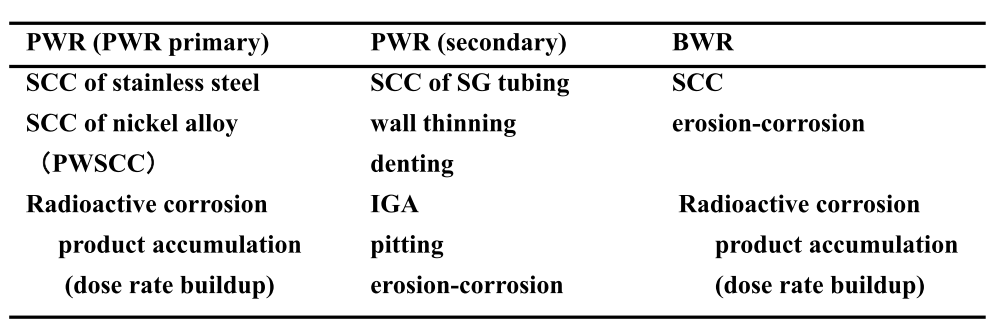 PWR (PWR primary) PWR (secondary) BWR
SCC of stainless steel SCC of SG tubing SCC
SCC of nickel alloy wall thinning erosion-corrosion
（PWSCC） denting
Radioactive corrosion IGA Radioactive corrosion
product accumulation pitting product accumulation
(dose rate buildup) erosion-corrosion (dose rate buildup)